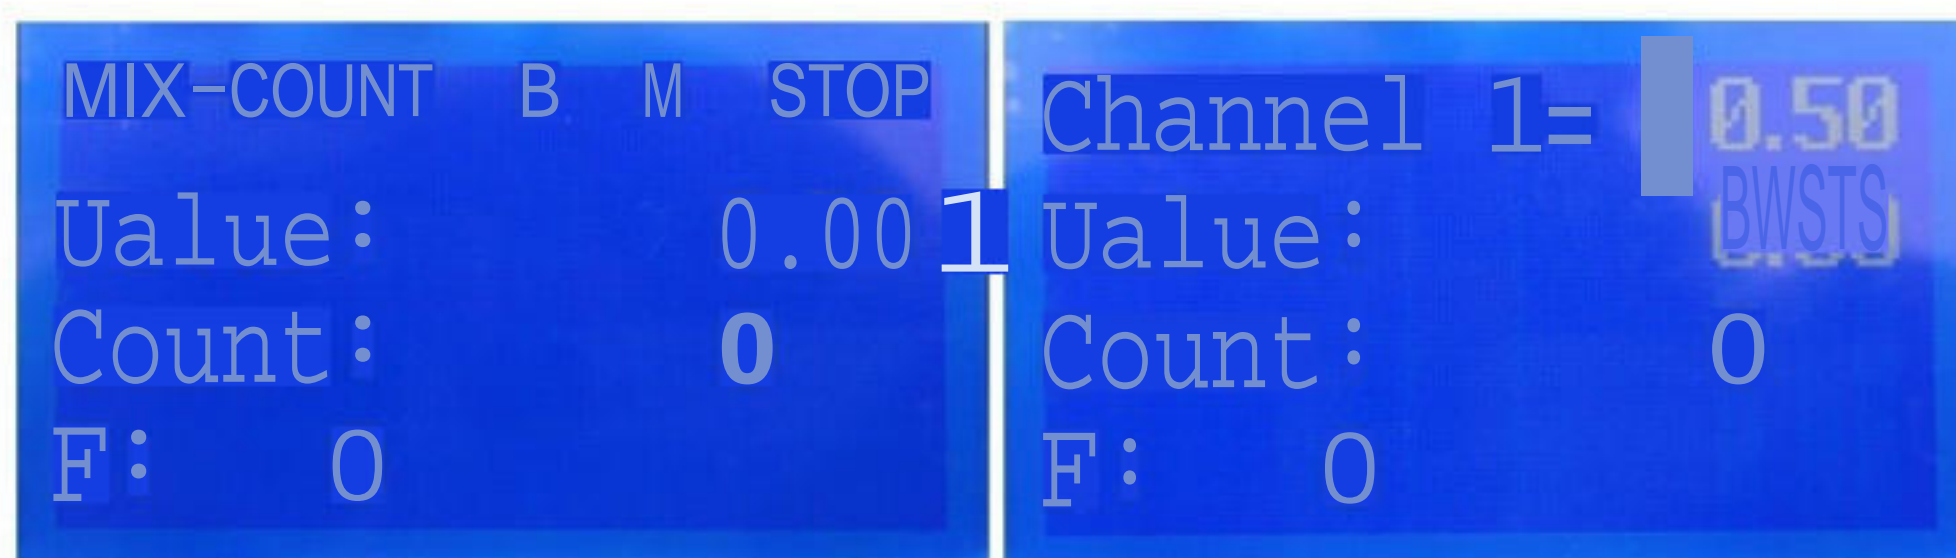 MIX-COUNT B M STOP
Ualue: 0.00
Count: 0
F: 0
1
Channel 1= 0.50
Ualue: BWSTS
Count: 0
F: 0